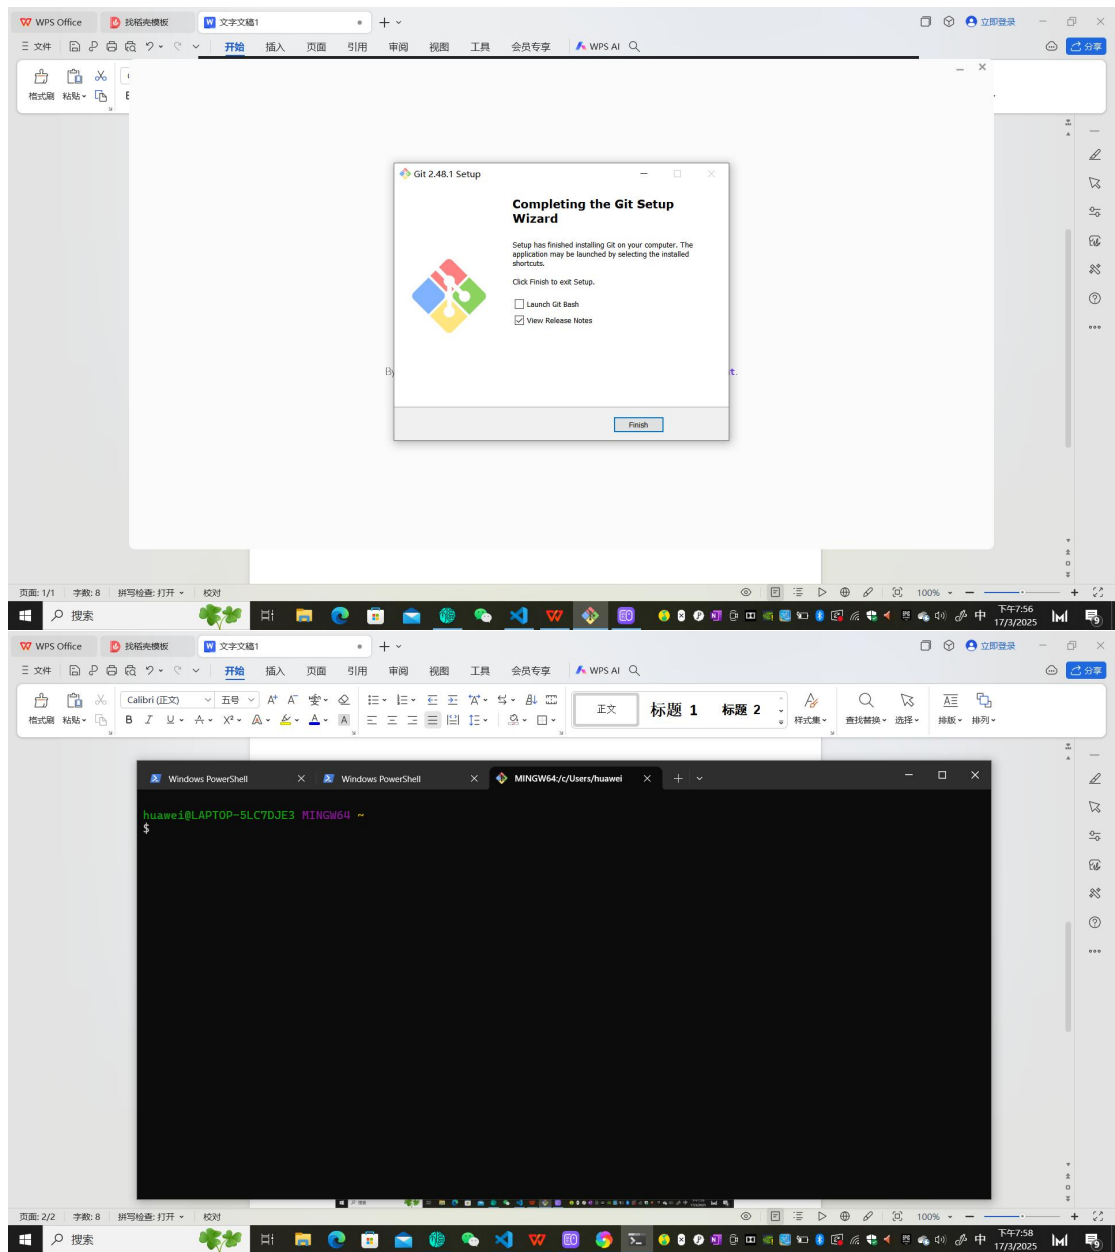 WPS Office 找稻壳模板 文字文稿1
立即登录
文件 开始 插入 页面 引用 审阅 视图 工具 会员专享 WPS AI 分享
格式刷 粘贴
Git 2.48.1 Setup
Completing the Git Setup
Wizard
Setup has finished installing Git on your computer. The
application may be launched by selecting the installed
shortcuts.
Click Finish to exit Setup.
Launch Git Bash
View Release Notes
By
t.
Finish
页面: 1/1 字数: 8 拼写检查: 打开 校对 100%
搜索 中 下午7:56
17/3/2025
WPS Office 找稻壳模板 文字文稿1
立即登录
文件 开始 插入 页面 引用 审阅 视图 工具 会员专享 WPS AI 分享
Calibri (正文) 五号 A⁺ A⁻
格式刷 粘贴 B I U A X² A A A 正文 标题 1 标题 2 样式集 查找替换 选择 排版 排列
Windows PowerShell Windows PowerShell MINGW64:/c/Users/huawei
huawei@LAPTOP-5LC7DJE3 MINGW64 ~
$
页面: 2/2 字数: 8 拼写检查: 打开 校对 100%
搜索 中 下午7:58
17/3/2025